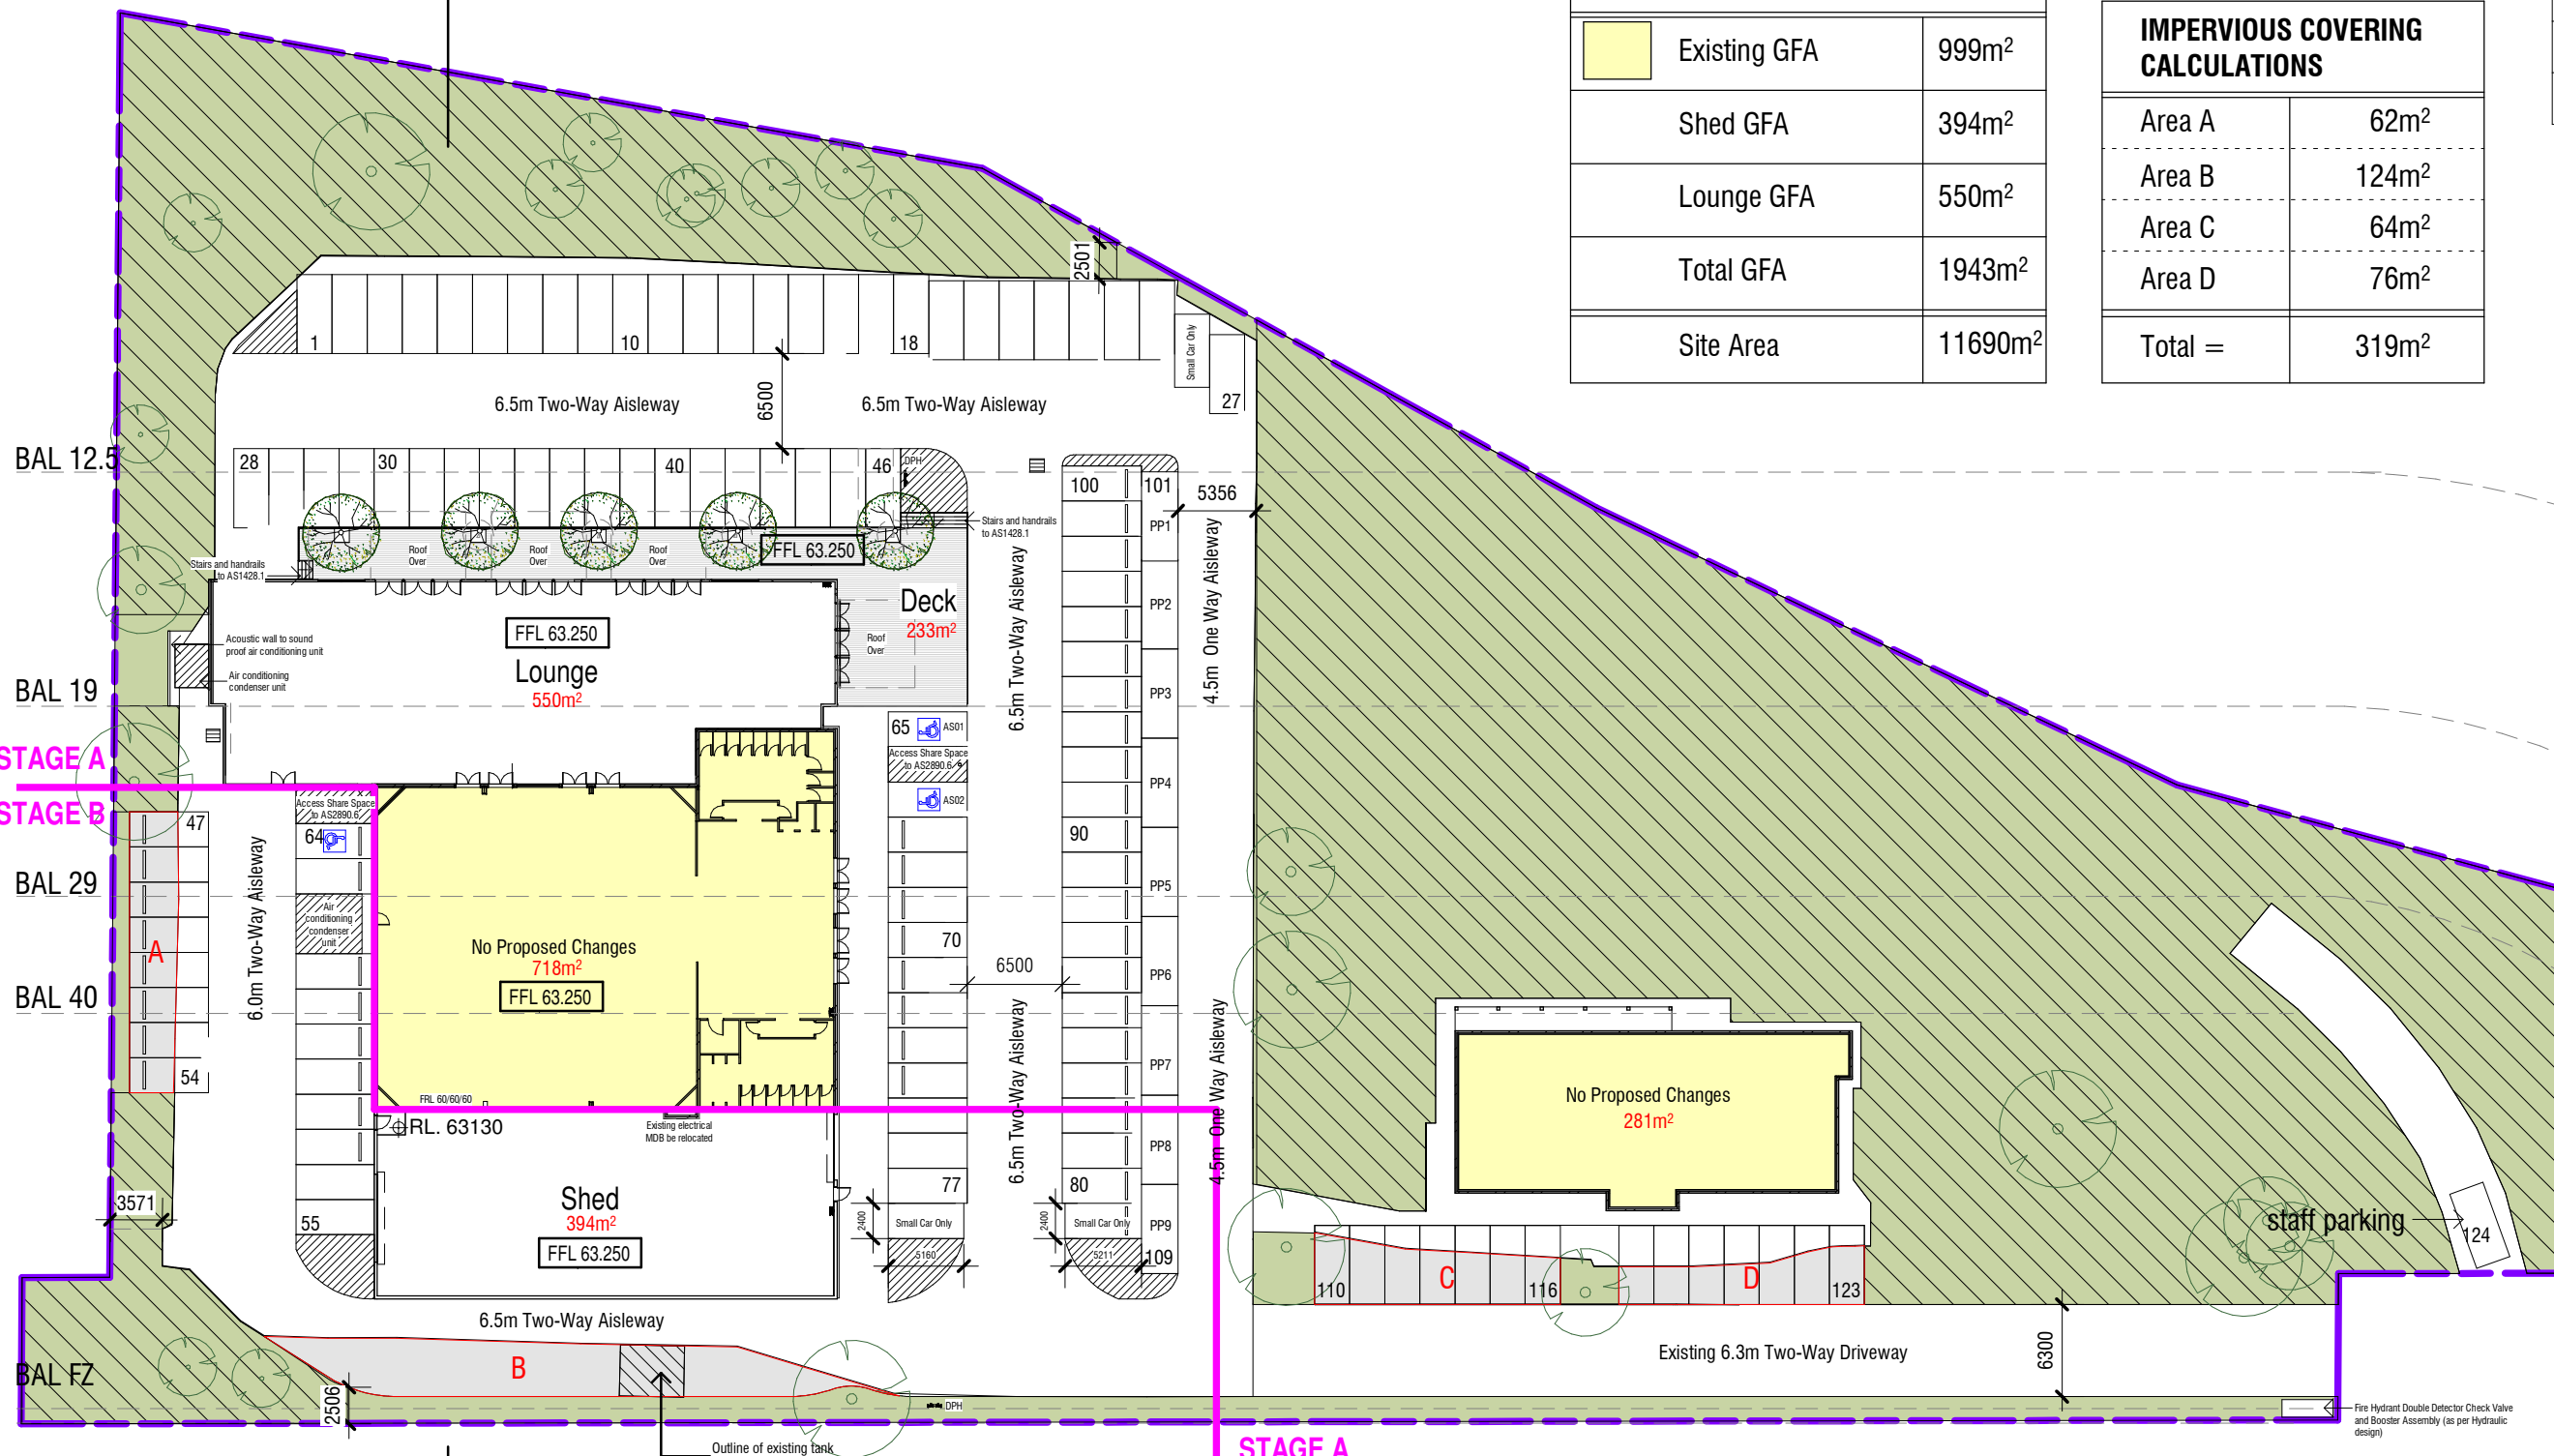 Existing GFA 999m²
Shed GFA 394m²
Lounge GFA 550m²
Total GFA 1943m²
Site Area 11690m²
IMPERVIOUS COVERING
CALCULATIONS
Area A 62m²
Area B 124m²
Area C 64m²
Area D 76m²
Total = 319m²
2501
1
10
18
Small Car Only
27
6.5m Two-Way Aisleway
6500
6.5m Two-Way Aisleway
BAL 12.5
28
30
40
46
DPH
100
101
5356
Stairs and handrails
to AS1428.1
PP1
Roof
Over
Roof
Over
Roof
Over
FFL 63.250
Stairs and handrails
to AS1428.1
Deck
233m²
Roof
Over
6.5m Two-Way Aisleway
4.5m One Way Aisleway
PP2
FFL 63.250
Lounge
550m²
Acoustic wall to sound
proof air conditioning unit
Air conditioning
condenser unit
BAL 19
PP3
65
AS01
Access Share Space
to AS2890.6
AS02
PP4
STAGE A
STAGE B
Access Share Space
to AS2890.6
47
64
90
BAL 29
Air
conditioning
condenser
unit
PP5
A
6.0m Two-Way Aisleway
No Proposed Changes
718m²
FFL 63.250
70
6500
PP6
BAL 40
54
6.5m Two-Way Aisleway
4.5m One Way Aisleway
PP7
FRL 60/60/60
RL. 63130
Existing electrical
MDB be relocated
PP8
No Proposed Changes
281m²
3571
55
Shed
394m²
FFL 63.250
77
80
2400
Small Car Only
2400
Small Car Only
PP9
5160
5211
109
staff parking
124
110
C
116
D
123
6.5m Two-Way Aisleway
Existing 6.3m Two-Way Driveway
6300
B
BAL FZ
2506
DPH
Fire Hydrant Double Detector Check Valve
and Booster Assembly (as per Hydraulic
design)
Outline of existing tank
STAGE A